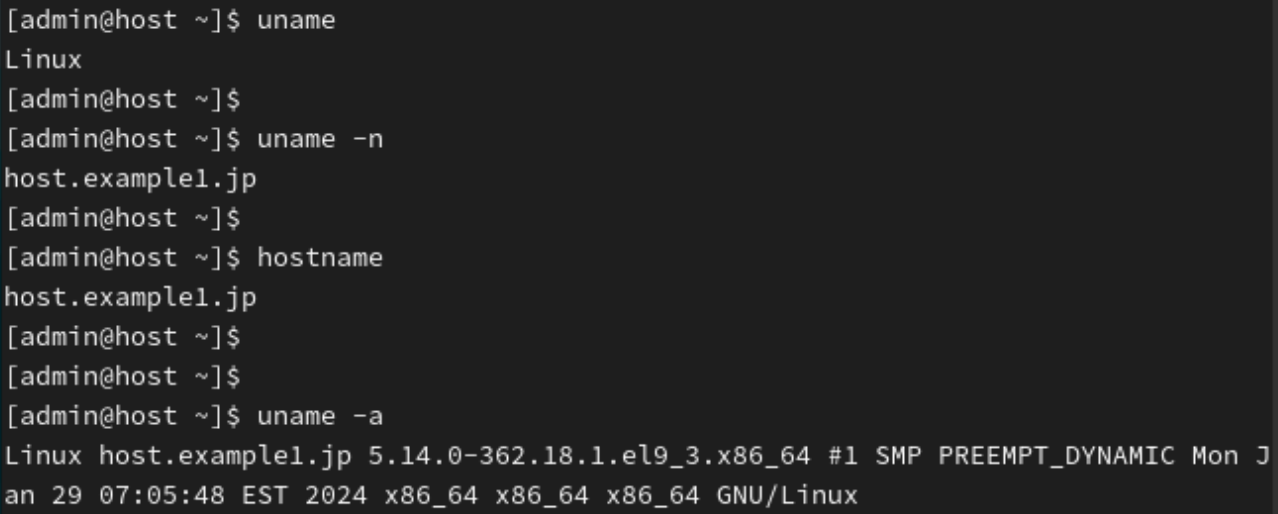 [admin@host ~]$ uname
Linux
[admin@host ~]$
[admin@host ~]$ uname -n
host.example1.jp
[admin@host ~]$
[admin@host ~]$ hostname
host.example1.jp
[admin@host ~]$
[admin@host ~]$
[admin@host ~]$ uname -a
Linux host.example1.jp 5.14.0-362.18.1.el9_3.x86_64 #1 SMP PREEMPT_DYNAMIC Mon J
an 29 07:05:48 EST 2024 x86_64 x86_64 x86_64 GNU/Linux